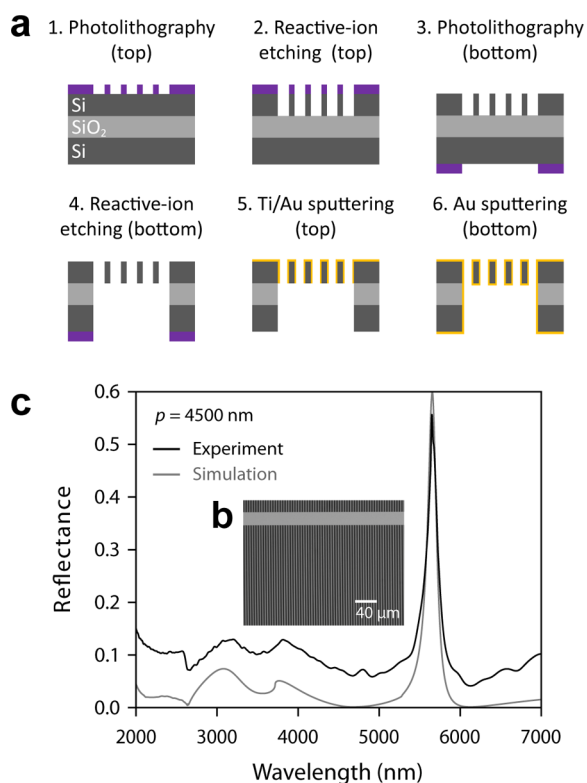 a
1. Photolithography
(top)
2. Reactive-ion
etching (top)
3. Photolithography
(bottom)
Si
SiO₂
Si
4. Reactive-ion
etching (bottom)
5. Ti/Au sputtering
(top)
6. Au sputtering
(bottom)
c
p = 4500 nm
Experiment
Simulation
b
40 μm
Reflectance
0.6
0.5
0.4
0.3
0.2
0.1
0.0
2000 3000 4000 5000 6000 7000
Wavelength (nm)